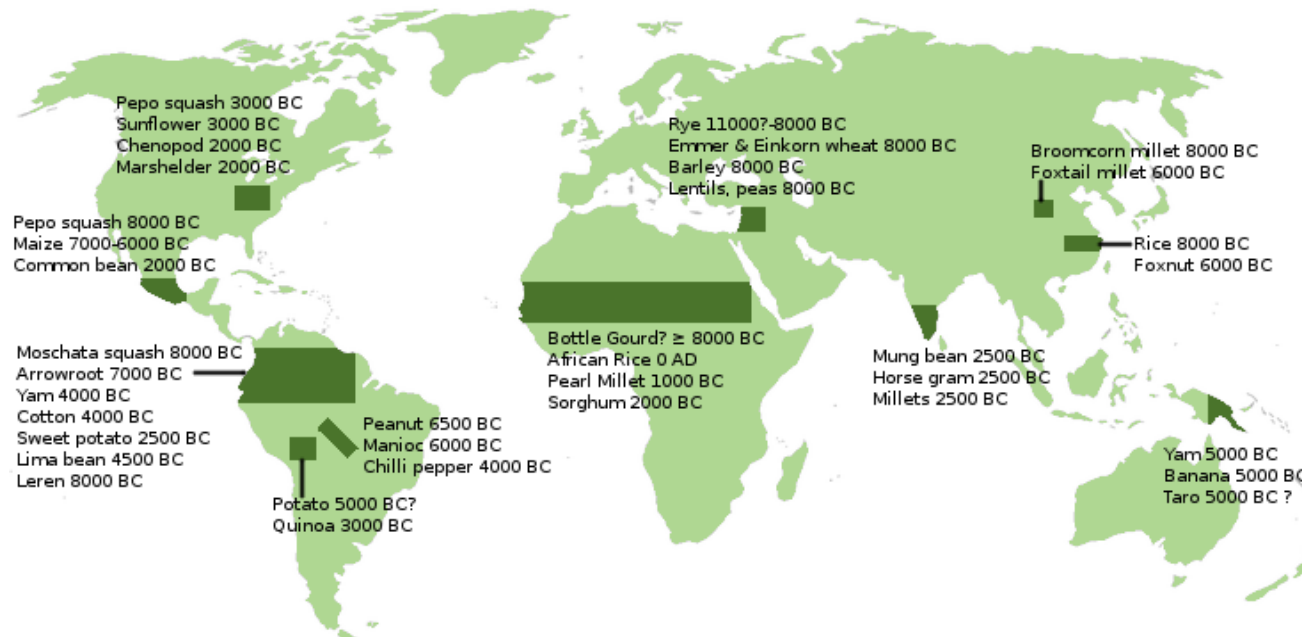 Pepo squash 3000 BC
Sunflower 3000 BC
Chenopod 2000 BC
Marshelder 2000 BC
Pepo squash 8000 BC
Maize 7000-6000 BC
Common bean 2000 BC
Moschata squash 8000 BC
Arrowroot 7000 BC
Yam 4000 BC
Cotton 4000 BC
Sweet potato 2500 BC
Lima bean 4500 BC
Leren 8000 BC
Peanut 6500 BC
Manioc 6000 BC
Chilli pepper 4000 BC
Potato 5000 BC?
Quinoa 3000 BC
Rye 11000?-8000 BC
Emmer & Einkorn wheat 8000 BC
Barley 8000 BC
Lentils, peas 8000 BC
Bottle Gourd? ≥ 8000 BC
African Rice 0 AD
Pearl Millet 1000 BC
Sorghum 2000 BC
Broomcorn millet 8000 BC
Foxtail millet 6000 BC
Rice 8000 BC
Foxnut 6000 BC
Mung bean 2500 BC
Horse gram 2500 BC
Millets 2500 BC
Yam 5000 BC
Banana 5000 BC
Taro 5000 BC ?